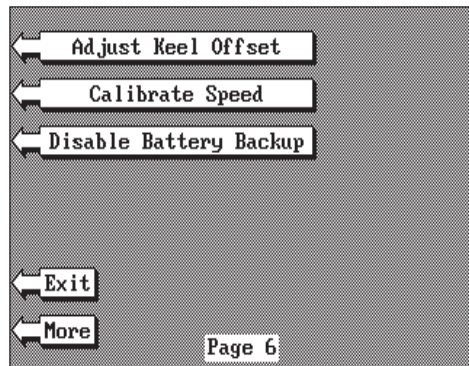 Adjust Keel Offset
Calibrate Speed
Disable Battery Backup
Exit
More
Page 6